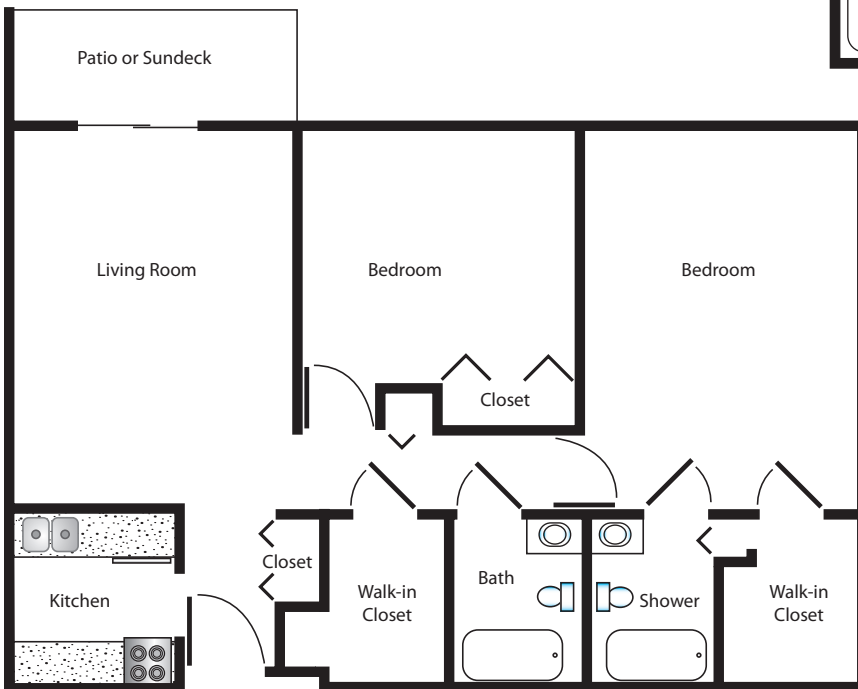 Patio or Sundeck
Living Room
Bedroom
Bedroom
Closet
Closet
Kitchen
Walk-in
Closet
Bath
Shower
Walk-in
Closet